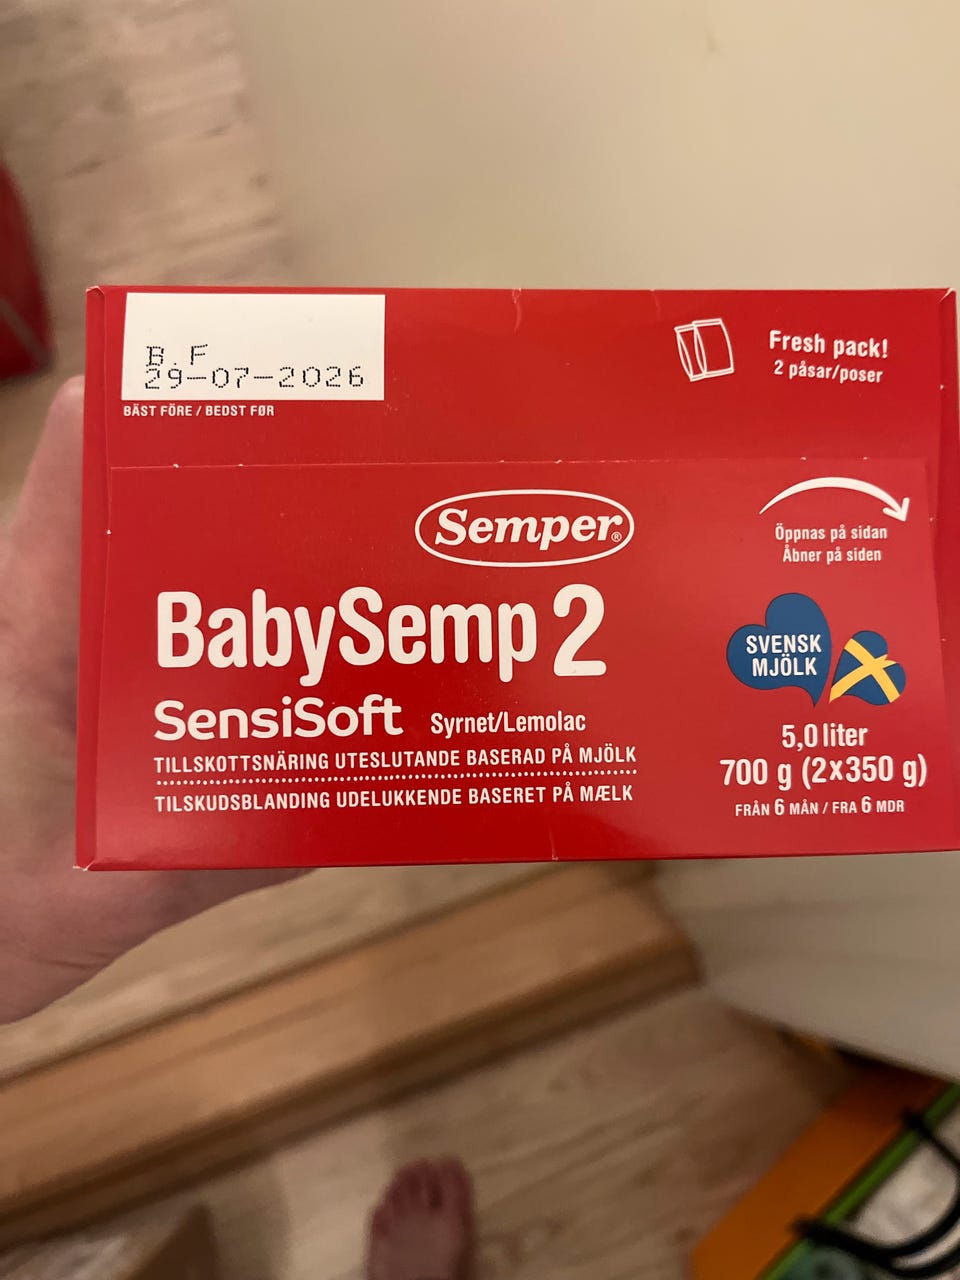 B.F
29-07-2026
BÄST FÖRE / BEDST FØR
Fresh pack!
2 påsar/poser
Semper®
Öppnas på sidan
Åbner på siden
BabySemp 2
SensiSoft Syrnet/Lemolac
TILLSKOTTSNÄRING UTESLUTANDE BASERAD PÅ MJÖLK
TILSKUDSBLANDING UDELUKKENDE BASERET PÅ MÆLK
SVENSK
MJÖLK
5,0 liter
700 g (2x350 g)
FRÅN 6 MÅN / FRA 6 MDR